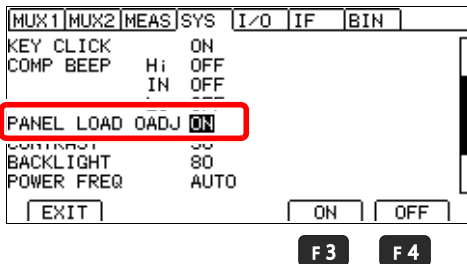 MUX1 MUX2 MEAS SYS I/O IF BIN
KEY CLICK ON
COMP BEEP Hi OFF
IN OFF
PANEL LOAD 0ADJ ON
BACKLIGHT 80
POWER FREQ AUTO
EXIT ON OFF
F3 F4